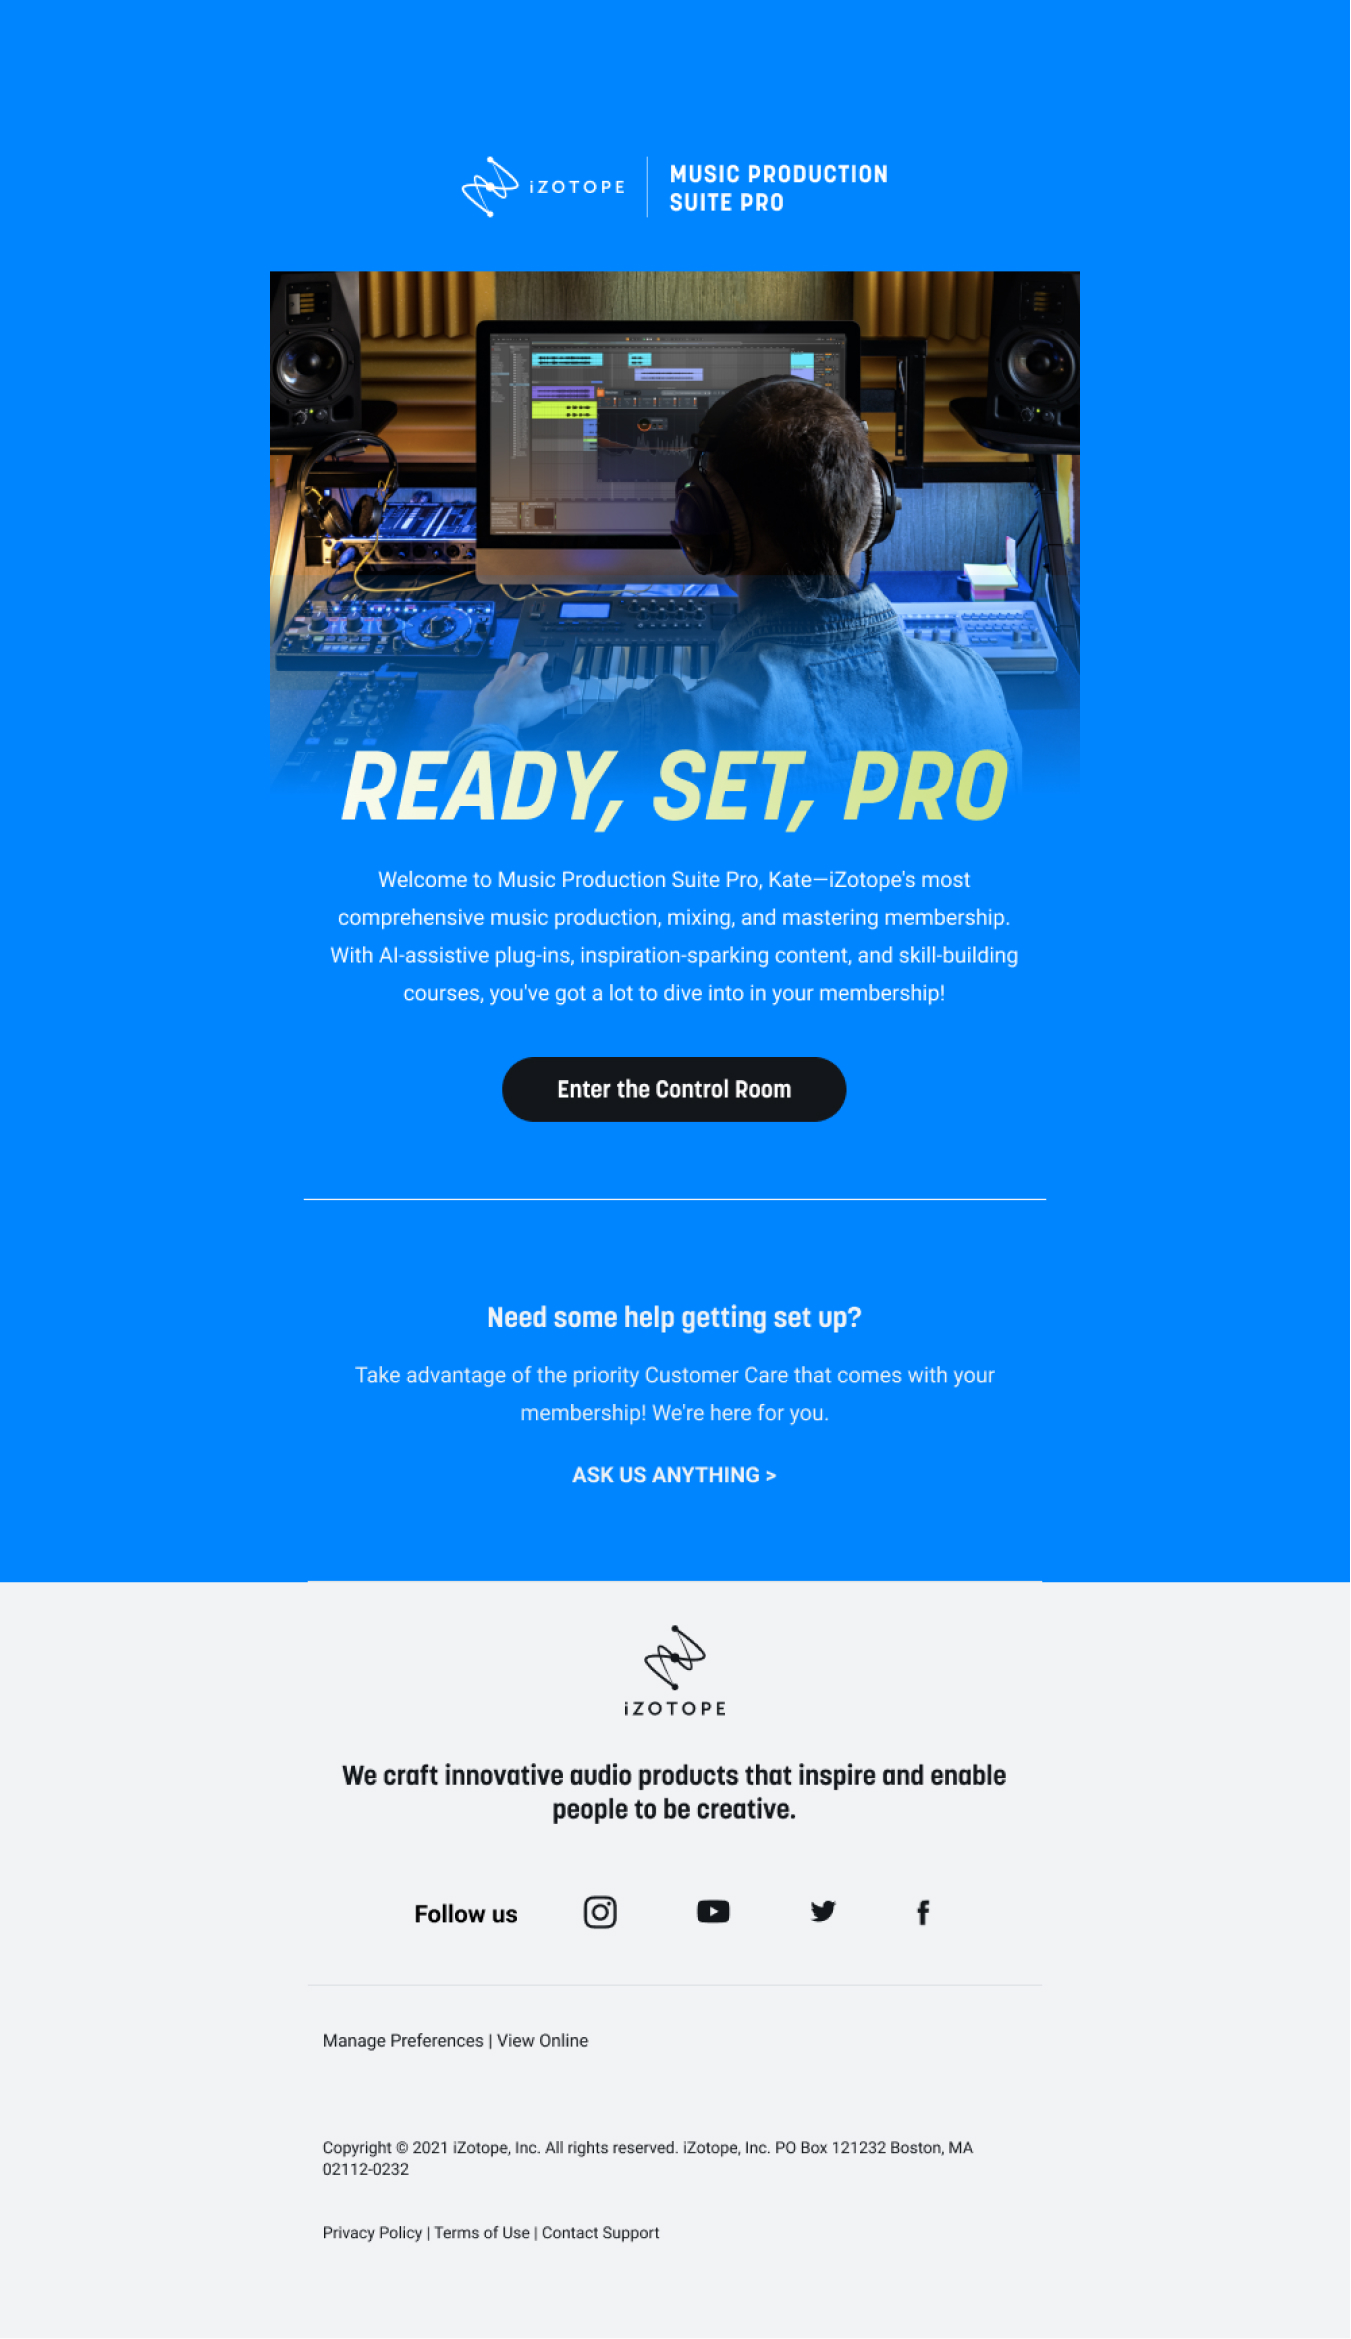 iZOTOPE
MUSIC PRODUCTION
SUITE PRO
READY, SET, PRO
Welcome to Music Production Suite Pro, Kate—iZotope's most
comprehensive music production, mixing, and mastering membership.
With AI-assistive plug-ins, inspiration-sparking content, and skill-building
courses, you've got a lot to dive into in your membership!
Enter the Control Room
Need some help getting set up?
Take advantage of the priority Customer Care that comes with your
membership! We're here for you.
ASK US ANYTHING >
iZOTOPE
We craft innovative audio products that inspire and enable
people to be creative.
Follow us
Manage Preferences | View Online
Copyright © 2021 iZotope, Inc. All rights reserved. iZotope, Inc. PO Box 121232 Boston, MA
02112-0232
Privacy Policy | Terms of Use | Contact Support